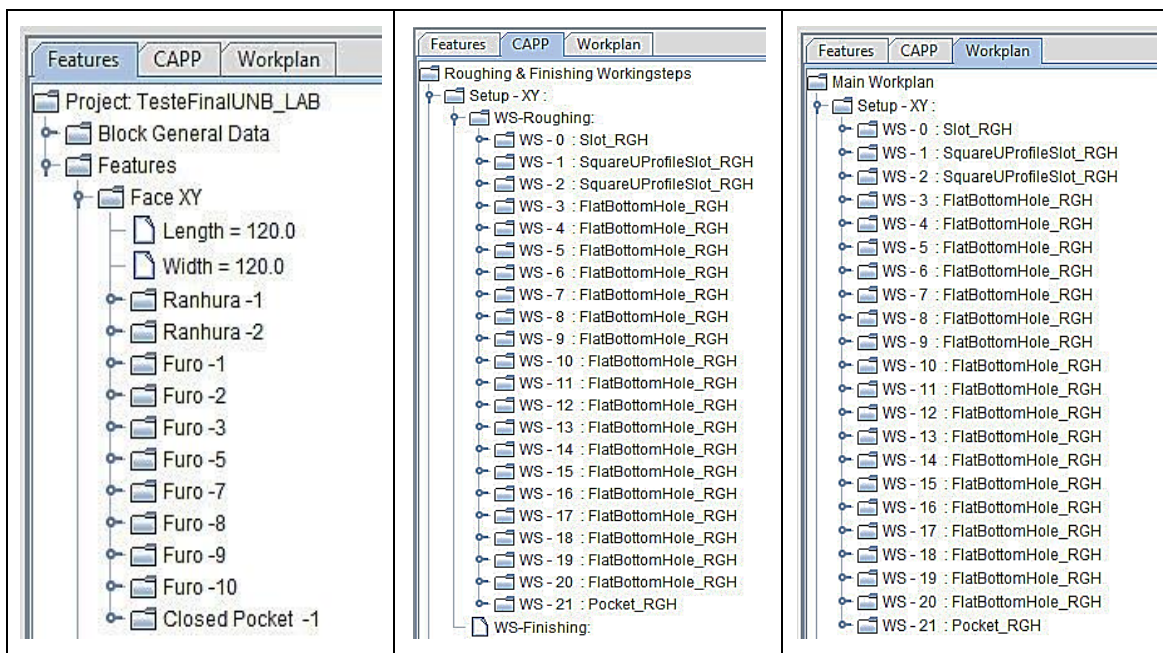 Features CAPP Workplan
Project: TesteFinalUNB_LAB
Block General Data
Features
Face XY
Length = 120.0
Width = 120.0
Ranhura -1
Ranhura -2
Furo -1
Furo -2
Furo -3
Furo -5
Furo -7
Furo -8
Furo -9
Furo -10
Closed Pocket -1
Features CAPP Workplan
Roughing & Finishing Workingsteps
Setup - XY :
WS-Roughing:
WS - 0 : Slot_RGH
WS - 1 : SquareUProfileSlot_RGH
WS - 2 : SquareUProfileSlot_RGH
WS - 3 : FlatBottomHole_RGH
WS - 4 : FlatBottomHole_RGH
WS - 5 : FlatBottomHole_RGH
WS - 6 : FlatBottomHole_RGH
WS - 7 : FlatBottomHole_RGH
WS - 8 : FlatBottomHole_RGH
WS - 9 : FlatBottomHole_RGH
WS - 10 : FlatBottomHole_RGH
WS - 11 : FlatBottomHole_RGH
WS - 12 : FlatBottomHole_RGH
WS - 13 : FlatBottomHole_RGH
WS - 14 : FlatBottomHole_RGH
WS - 15 : FlatBottomHole_RGH
WS - 16 : FlatBottomHole_RGH
WS - 17 : FlatBottomHole_RGH
WS - 18 : FlatBottomHole_RGH
WS - 19 : FlatBottomHole_RGH
WS - 20 : FlatBottomHole_RGH
WS - 21 : Pocket_RGH
WS-Finishing:
Features CAPP Workplan
Main Workplan
Setup - XY :
WS - 0 : Slot_RGH
WS - 1 : SquareUProfileSlot_RGH
WS - 2 : SquareUProfileSlot_RGH
WS - 3 : FlatBottomHole_RGH
WS - 4 : FlatBottomHole_RGH
WS - 5 : FlatBottomHole_RGH
WS - 6 : FlatBottomHole_RGH
WS - 7 : FlatBottomHole_RGH
WS - 8 : FlatBottomHole_RGH
WS - 9 : FlatBottomHole_RGH
WS - 10 : FlatBottomHole_RGH
WS - 11 : FlatBottomHole_RGH
WS - 12 : FlatBottomHole_RGH
WS - 13 : FlatBottomHole_RGH
WS - 14 : FlatBottomHole_RGH
WS - 15 : FlatBottomHole_RGH
WS - 16 : FlatBottomHole_RGH
WS - 17 : FlatBottomHole_RGH
WS - 18 : FlatBottomHole_RGH
WS - 19 : FlatBottomHole_RGH
WS - 20 : FlatBottomHole_RGH
WS - 21 : Pocket_RGH